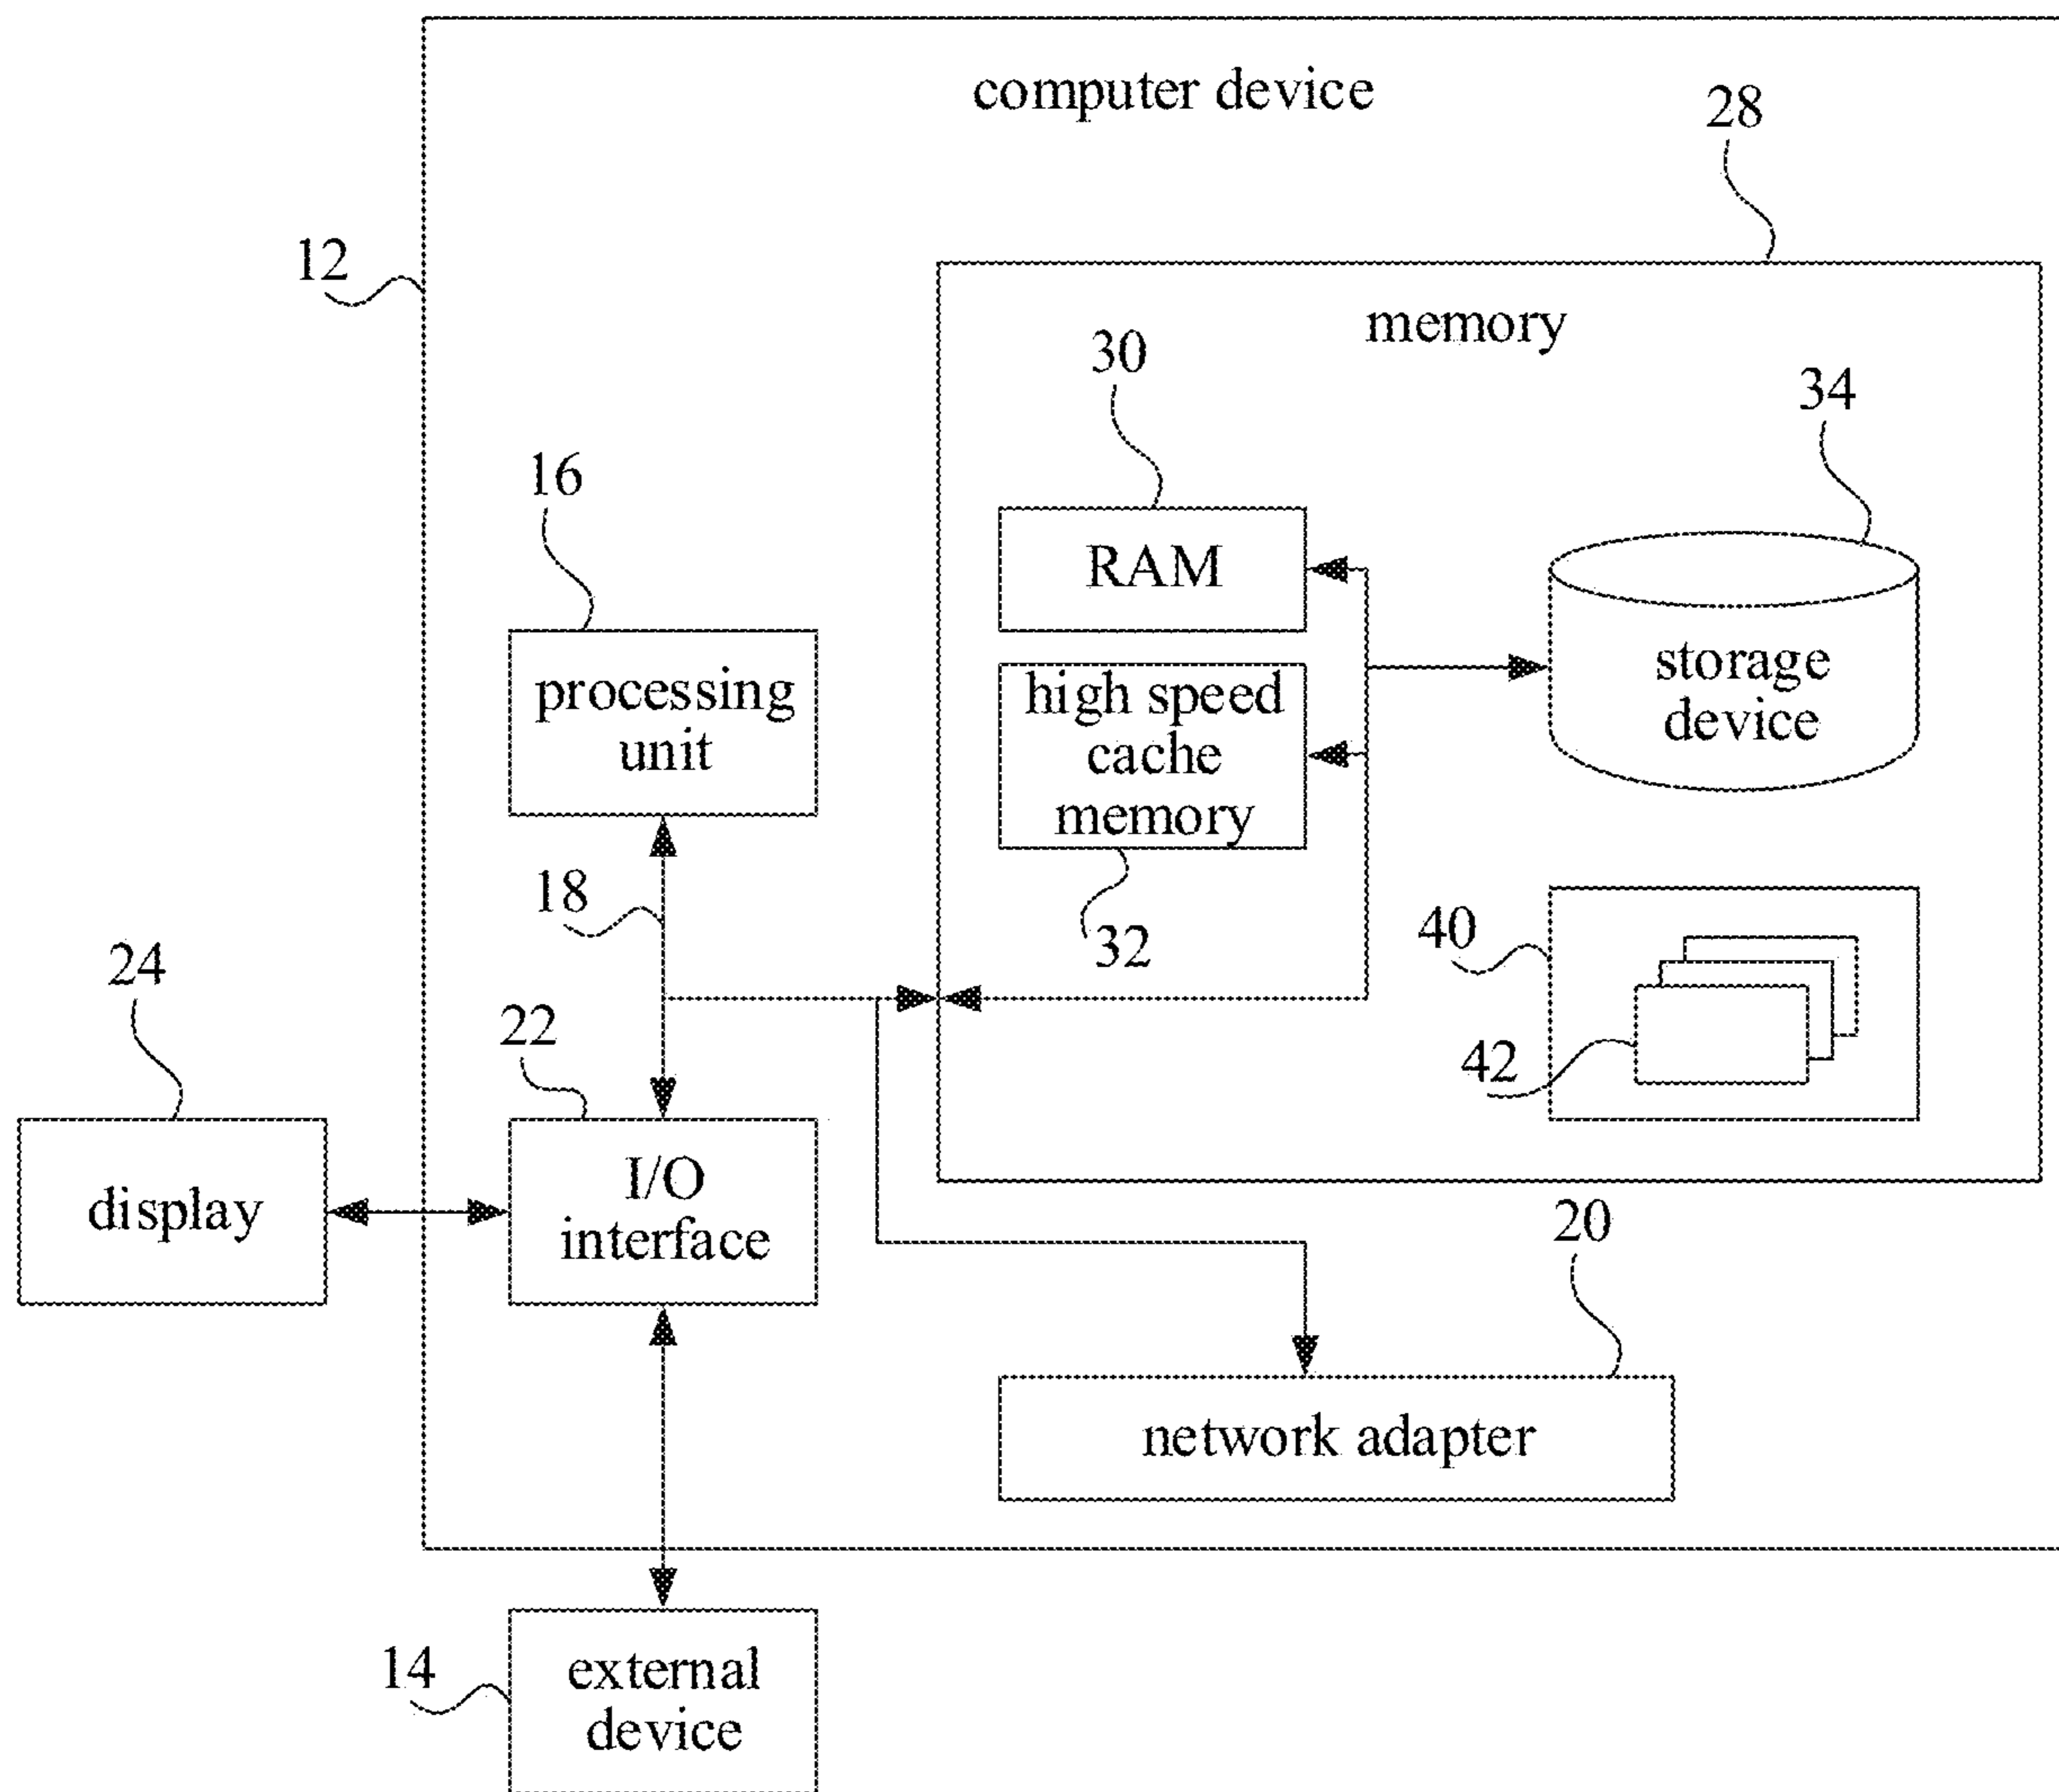 computer device
28
12
memory
30
34
16
RAM
processing
unit
high speed
cache
memory
storage
device
18
32
40
24
22
42
display
I/O
interface
20
network adapter
14
external
device